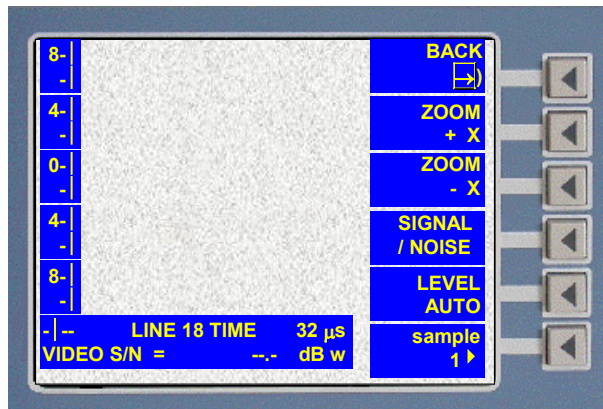 8-|
-|
4-|
-|
0-|
-|
4-|
-|
8-|
-|
-|-- LINE 18 TIME 32 µs
VIDEO S/N = --.- dB w
BACK
ZOOM
+ X
ZOOM
- X
SIGNAL
/ NOISE
LEVEL
AUTO
sample
1